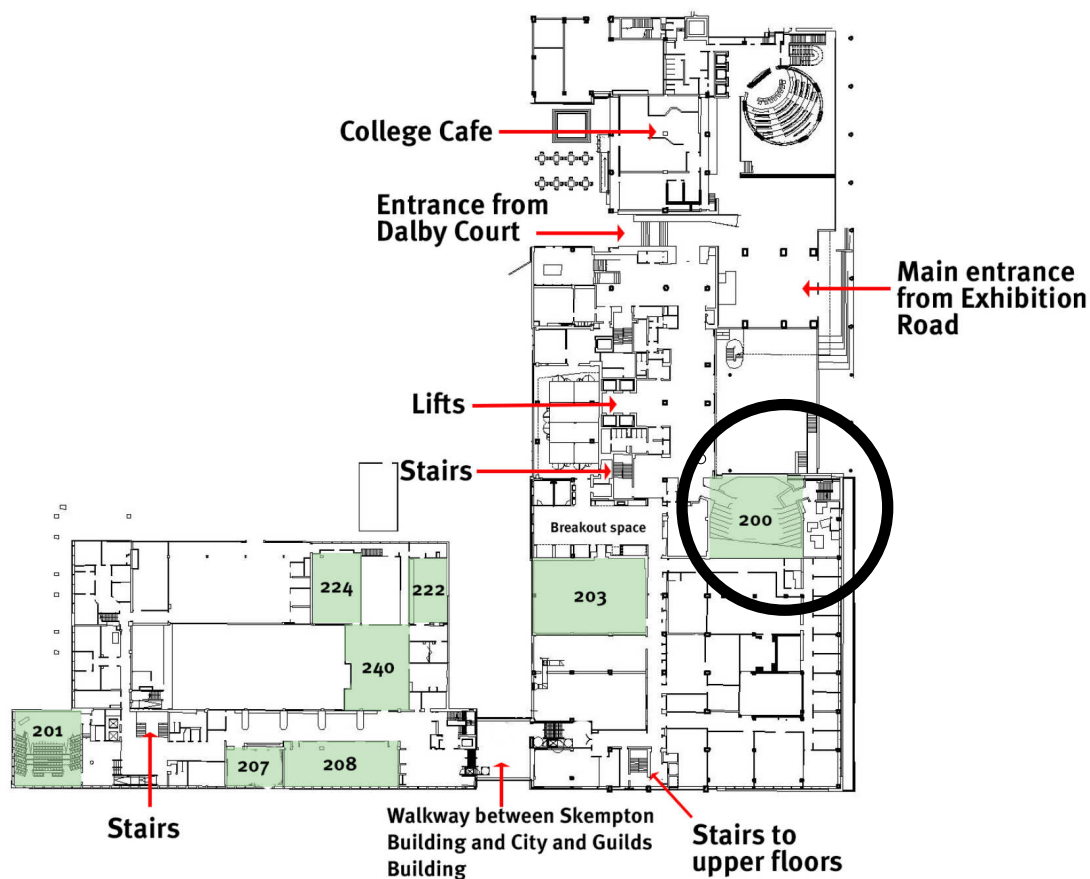 College Cafe
Entrance from
Dalby Court
Main entrance
from Exhibition
Road
Lifts
Stairs
200
Breakout space
224
222
203
240
201
207
208
Stairs
Walkway between Skempton
Building and City and Guilds
Building
Stairs to
upper floors